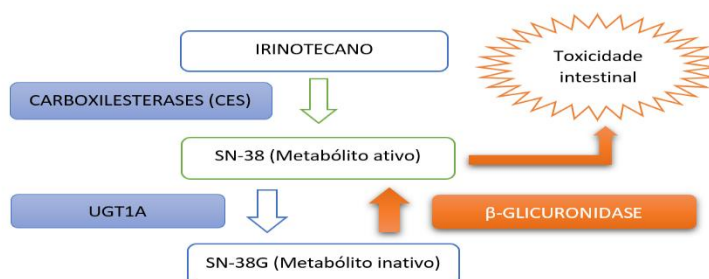 IRINOTECANO
Toxicidade
intestinal
CARBOXILESTERASES (CES)
SN-38 (Metabólito ativo)
UGT1A
β-GLICURONIDASE
SN-38G (Metabólito inativo)